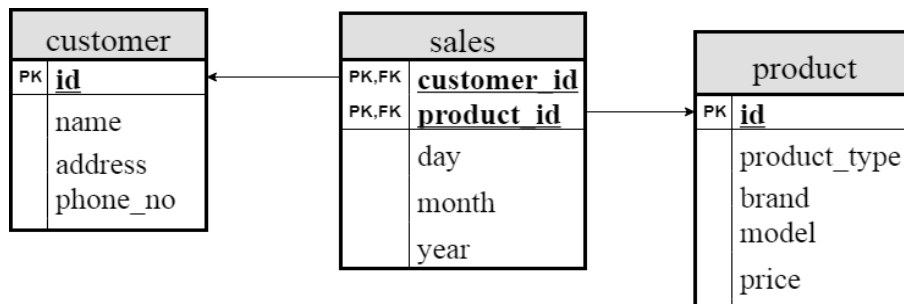 customer
PK id
name
address
phone_no
sales
PK,FK customer_id
PK,FK product_id
day
month
year
product
PK id
product_type
brand
model
price